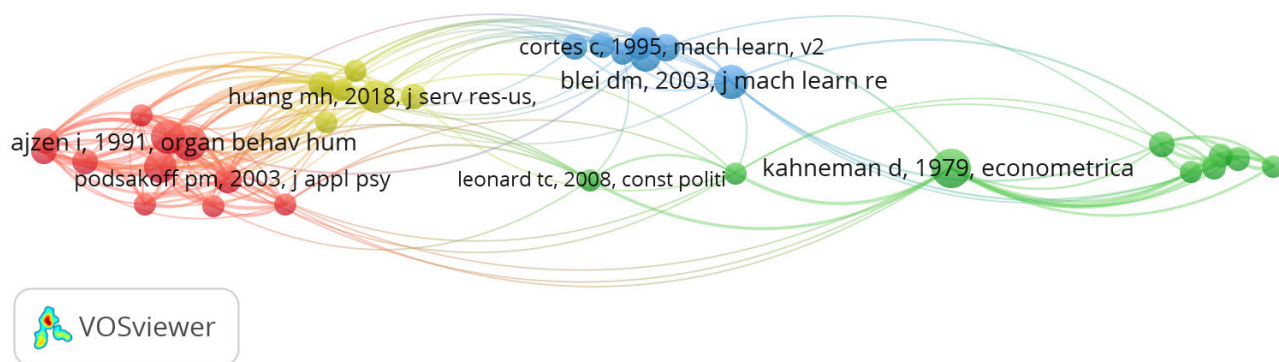 cortes c, 1995, mach learn, v2
blei dm, 2003, j mach learn re
huang mh, 2018, j serv res-us,
ajzen i, 1991, organ behav hum
podsakoff pm, 2003, j appl psy
leonard tc, 2008, const politi
kahneman d, 1979, econometrica
VOSviewer